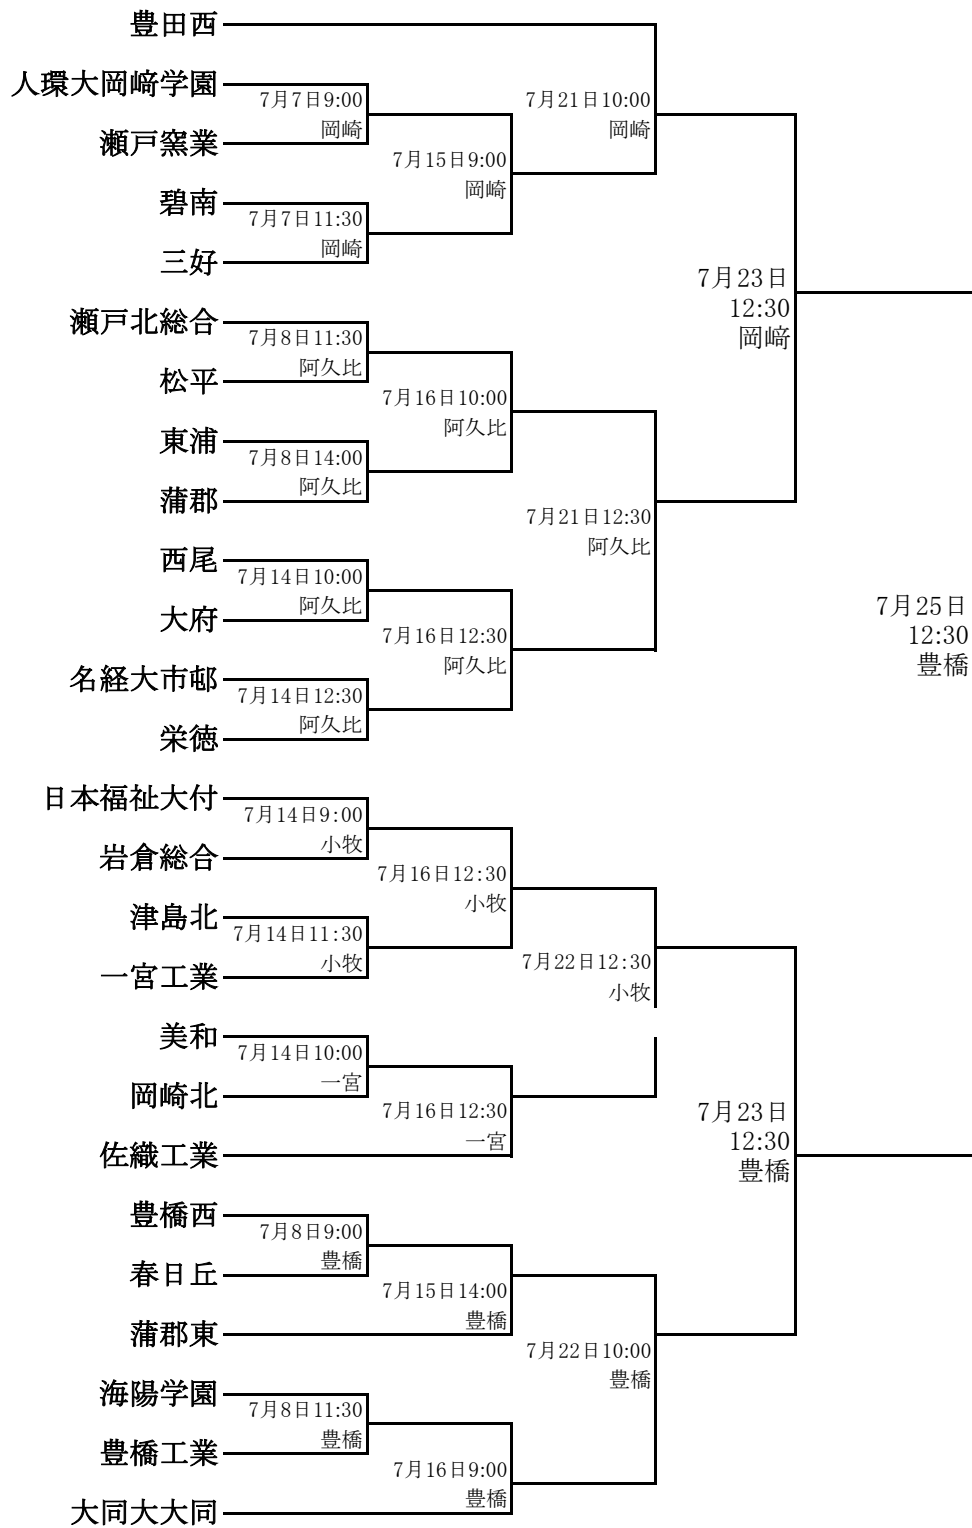 豊田西
人環大岡﨑学園
7月7日9:00
7月21日10:00
岡崎
岡崎
瀬戸窯業
7月15日9:00
岡崎
碧南
7月7日11:30
岡崎
三好
7月23日
12:30
岡﨑
瀬戸北総合
7月8日11:30
阿久比
松平
7月16日10:00
阿久比
東浦
7月8日14:00
阿久比
蒲郡
7月21日12:30
阿久比
西尾
7月14日10:00
阿久比
大府
7月25日
12:30
豊橋
7月16日12:30
阿久比
名経大市邨
7月14日12:30
阿久比
栄徳
日本福祉大付
7月14日9:00
小牧
岩倉総合
7月16日12:30
小牧
津島北
7月14日11:30
小牧
一宮工業
7月22日12:30
小牧
美和
7月14日10:00
一宮
岡崎北
7月16日12:30
一宮
7月23日
12:30
豊橋
佐織工業
豊橋西
7月8日9:00
豊橋
春日丘
7月15日14:00
豊橋
蒲郡東
7月22日10:00
豊橋
海陽学園
7月8日11:30
豊橋
豊橋工業
7月16日9:00
豊橋
大同大大同